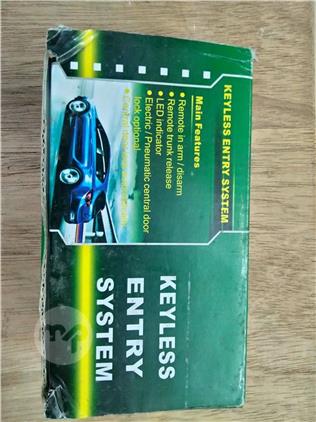 KEYLESS ENTRY SYSTEM
Main Features
Remote in arm / disarm
Remote trunk release
LED indicator
Electric / Pneumatic central door
lock optional
KEYLESS
ENTRY
SYSTEM